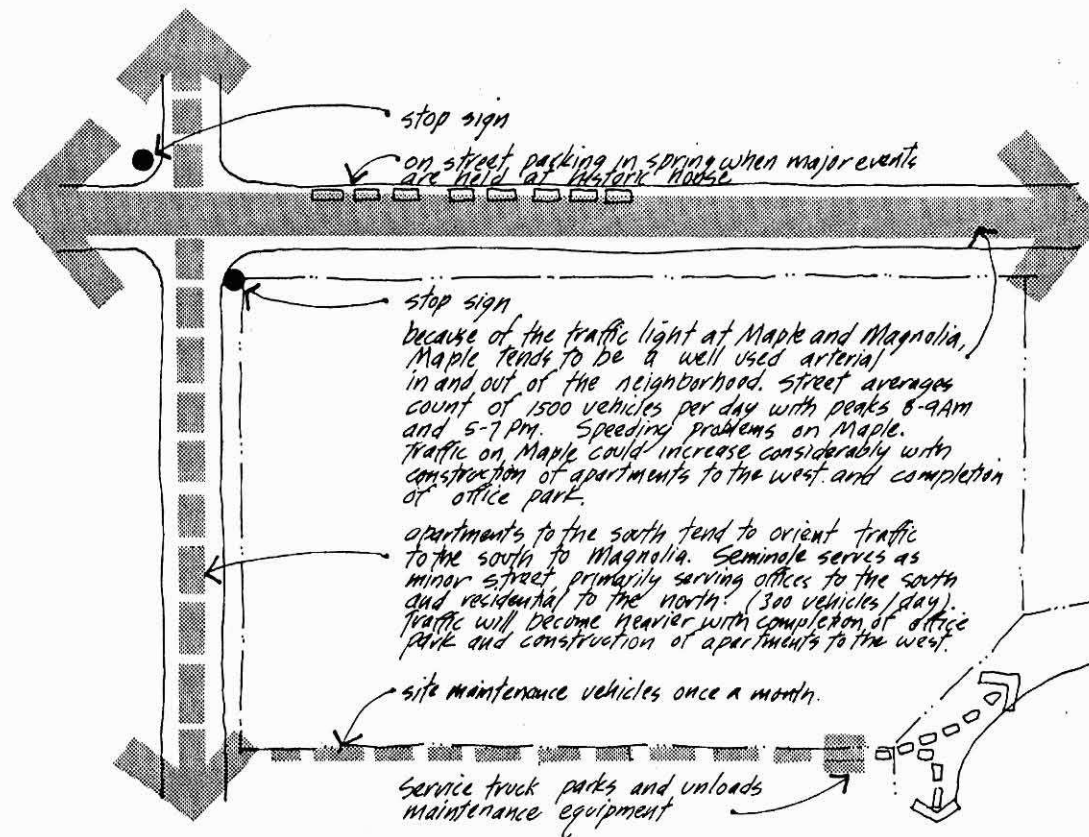 stop sign
on street parking in spring when major events
are held at historic house
stop sign
because of the traffic light at Maple and Magnolia,
Maple tends to be a well used arterial
in and out of the neighborhood. Street averages
count of 1500 vehicles per day with peaks 8-9AM
and 5-7 PM. Speeding problems on Maple.
Traffic on Maple could increase considerably with
construction of apartments to the west and completion
of office park.
apartments to the south tend to orient traffic
to the south to Magnolia. Seminole serves as
minor street, primarily serving offices to the south
and residential to the north. (300 vehicles/day).
Traffic will become heavier with completion of office
park and construction of apartments to the west.
site maintenance vehicles once a month.
service truck parks and unloads
maintenance equipment